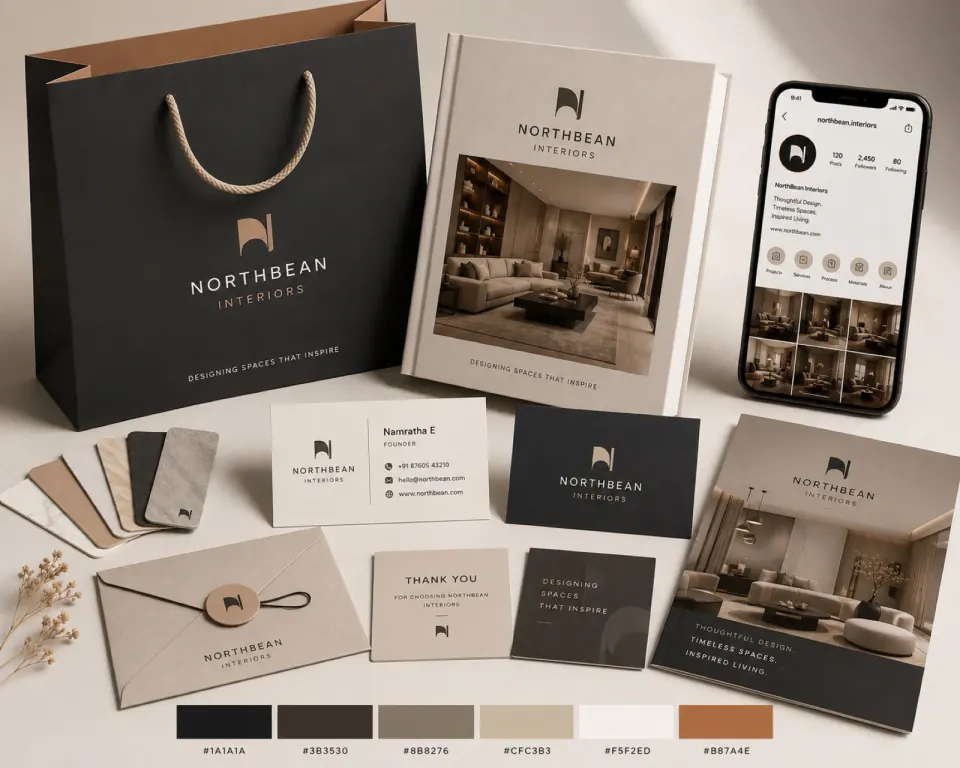 NORTHBEAN
INTERIORS
DESIGNING SPACES THAT INSPIRE
NORTHBEAN
INTERIORS
DESIGNING SPACES THAT INSPIRE
9:41
northbean.interiors
120
Posts
2,450
Followers
80
Following
NorthBean Interiors
Thoughtful Design.
Timeless Spaces.
Inspired Living.
www.northbean.com
Projects
Services
Process
Materials
About
NORTHBEAN
INTERIORS
Namratha E
FOUNDER
+91 87605 43210
hello@northbean.com
www.northbean.com
NORTHBEAN
INTERIORS
NORTHBEAN
INTERIORS
THOUGHTFUL DESIGN.
TIMELESS SPACES.
INSPIRED LIVING.
NORTHBEAN
INTERIORS
THANK YOU
FOR CHOOSING NORTHBEAN
INTERIORS
DESIGNING
SPACES
THAT INSPIRE
#1A1A1A
#3B3530
#8B8276
#CFC3B3
#F5F2ED
#B87A4E